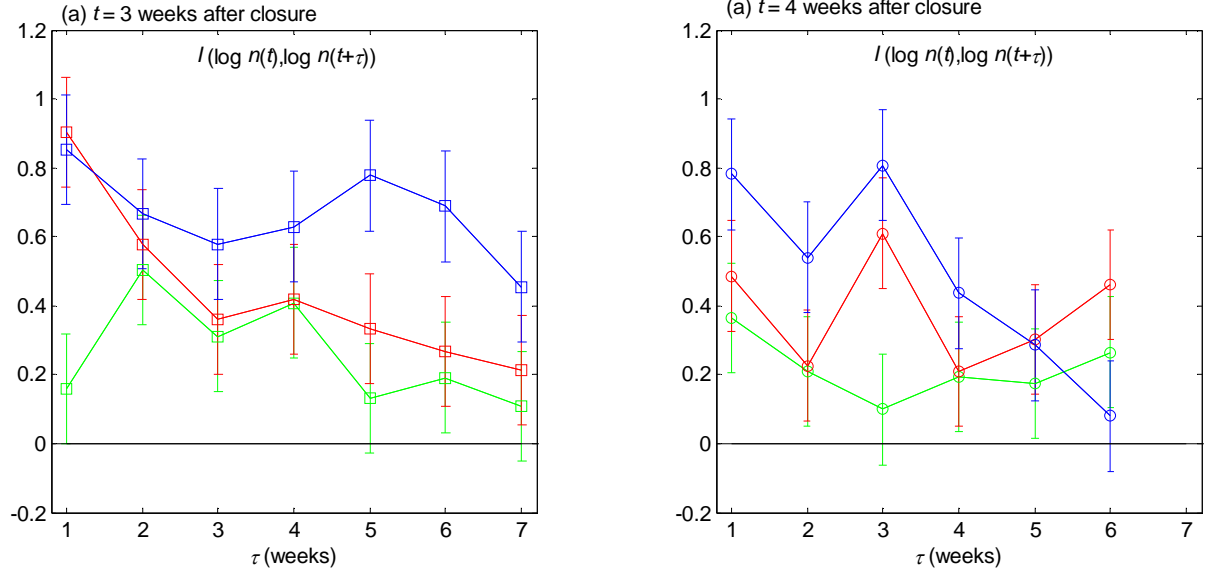 (a) t = 3 weeks after closure
I (log n(t),log n(t+τ))
1.2
1
0.8
0.6
0.4
0.2
0
-0.2
1 2 3 4 5 6 7
τ (weeks)
(a) t = 4 weeks after closure
I (log n(t),log n(t+τ))
1.2
1
0.8
0.6
0.4
0.2
0
-0.2
1 2 3 4 5 6 7
τ (weeks)